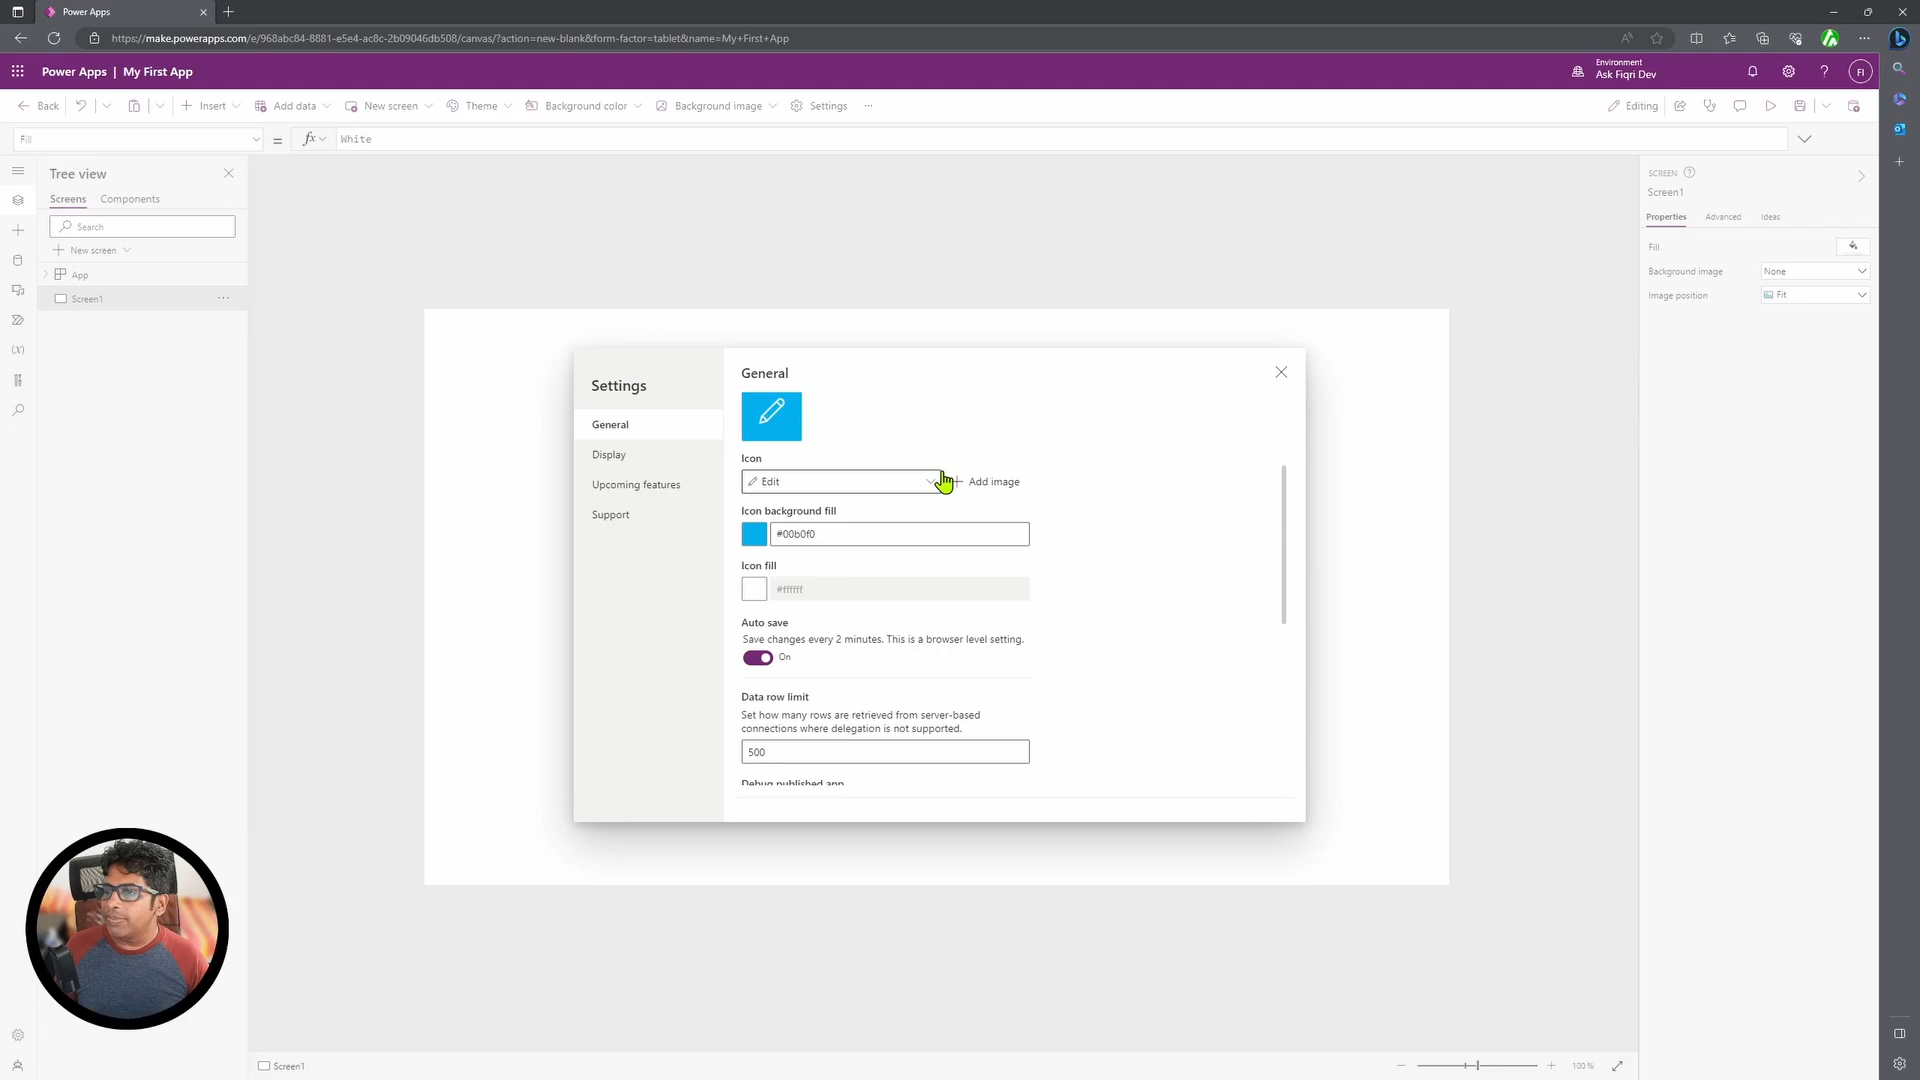 Power Apps
https://make.powerapps.com/e/968abc84-8881-e5e4-ac8c-2b09046db508/canvas/?action=new-blank&form-factor=tablet&name=My+First+App
Power Apps | My First App
Environment
Ask Fiqri Dev
FI
Back
Insert
Add data
New screen
Theme
Background color
Background image
Settings
Editing
Fill
=
fx
White
Tree view
Screens
Components
Search
New screen
App
Screen1
SCREEN
Screen1
Properties
Advanced
Ideas
Fill
Background image
None
Image position
Fit
Settings
General
Display
Upcoming features
Support
General
Icon
Edit
Add image
Icon background fill
#00b0f0
Icon fill
#ffffff
Auto save
Save changes every 2 minutes. This is a browser level setting.
On
Data row limit
Set how many rows are retrieved from server-based
connections where delegation is not supported.
500
Debug published app
Screen1
100 %